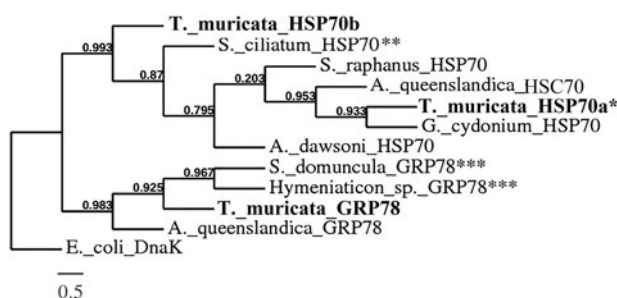 T._muricata_HSP70b
0.993
S._ciliatum_HSP70**
0.87
S._raphanus_HSP70
0.203
A._queenslandica_HSC70
0.953
T._muricata_HSP70a*
0.933
0.795
G._cydonium_HSP70
A._dawsoni_HSP70
S._domuncula_GRP78***
0.967
0.925
Hymeniaticon_sp._GRP78***
0.983
T._muricata_GRP78
A._queenslandica_GRP78
E._coli_DnaK
0.5